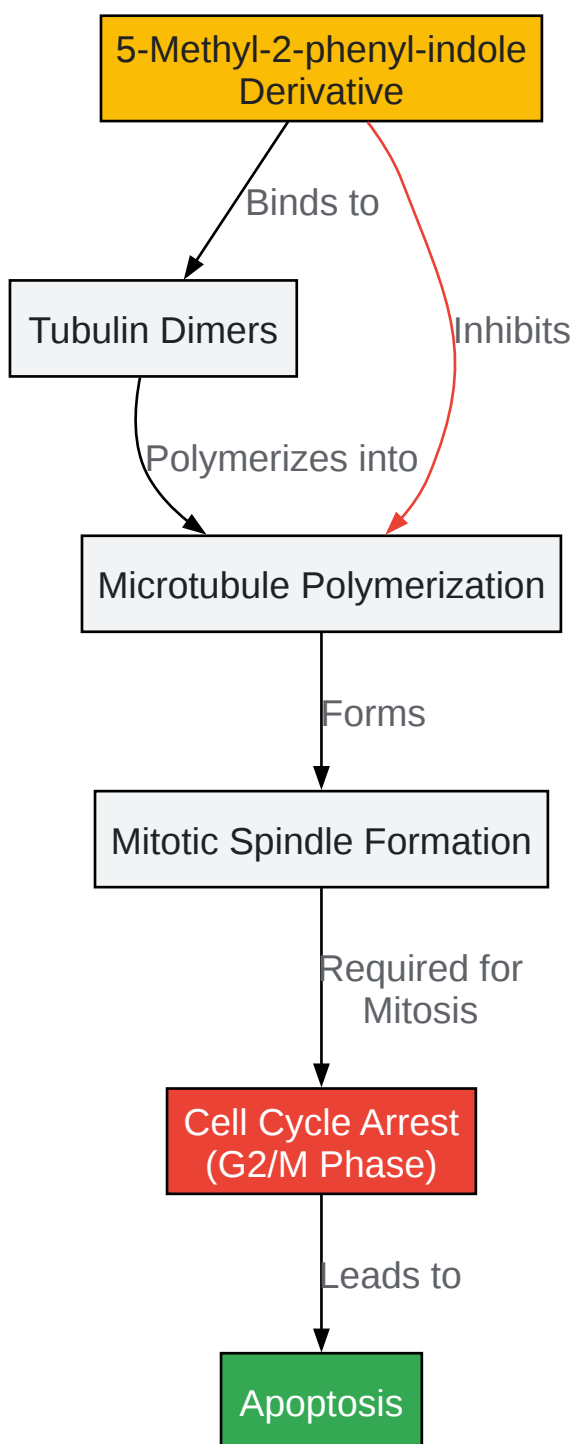 5-Methyl-2-phenyl-indole
Derivative
Binds to
Tubulin Dimers
Inhibits
Polymerizes into
Microtubule Polymerization
Forms
Mitotic Spindle Formation
Required for
Mitosis
Cell Cycle Arrest
(G2/M Phase)
Leads to
Apoptosis